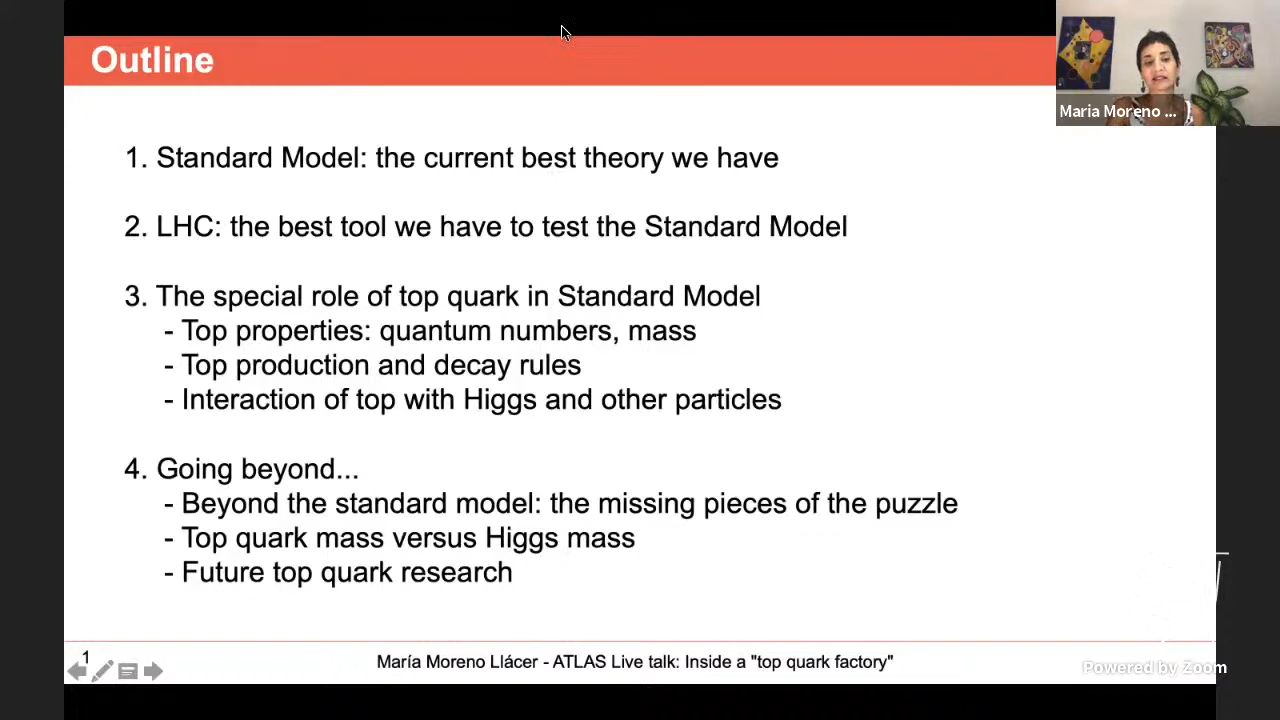 Outline
Maria Moreno ...
1. Standard Model: the current best theory we have
2. LHC: the best tool we have to test the Standard Model
3. The special role of top quark in Standard Model
- Top properties: quantum numbers, mass
- Top production and decay rules
- Interaction of top with Higgs and other particles
4. Going beyond...
- Beyond the standard model: the missing pieces of the puzzle
- Top quark mass versus Higgs mass
- Future top quark research
1
María Moreno Llácer - ATLAS Live talk: Inside a "top quark factory"
Powered by Zoom